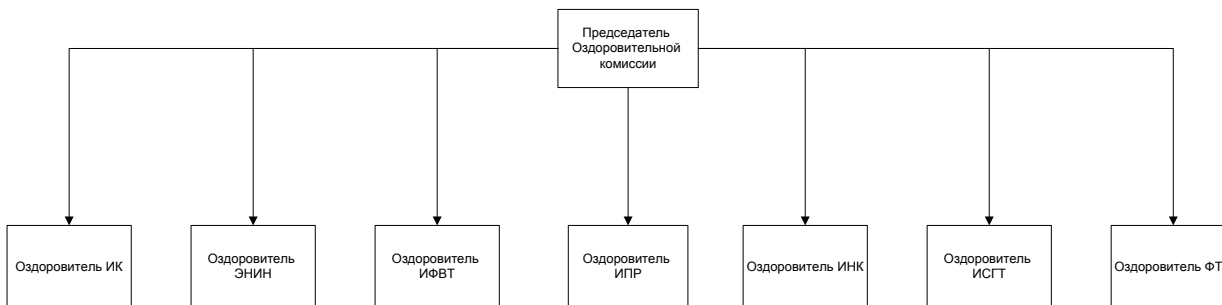 Председатель
Оздоровительной
комиссии
Оздоровитель ИК
Оздоровитель
ЭНИН
Оздоровитель
ИФВТ
Оздоровитель
ИПР
Оздоровитель ИНК
Оздоровитель
ИСГТ
Оздоровитель ФТ